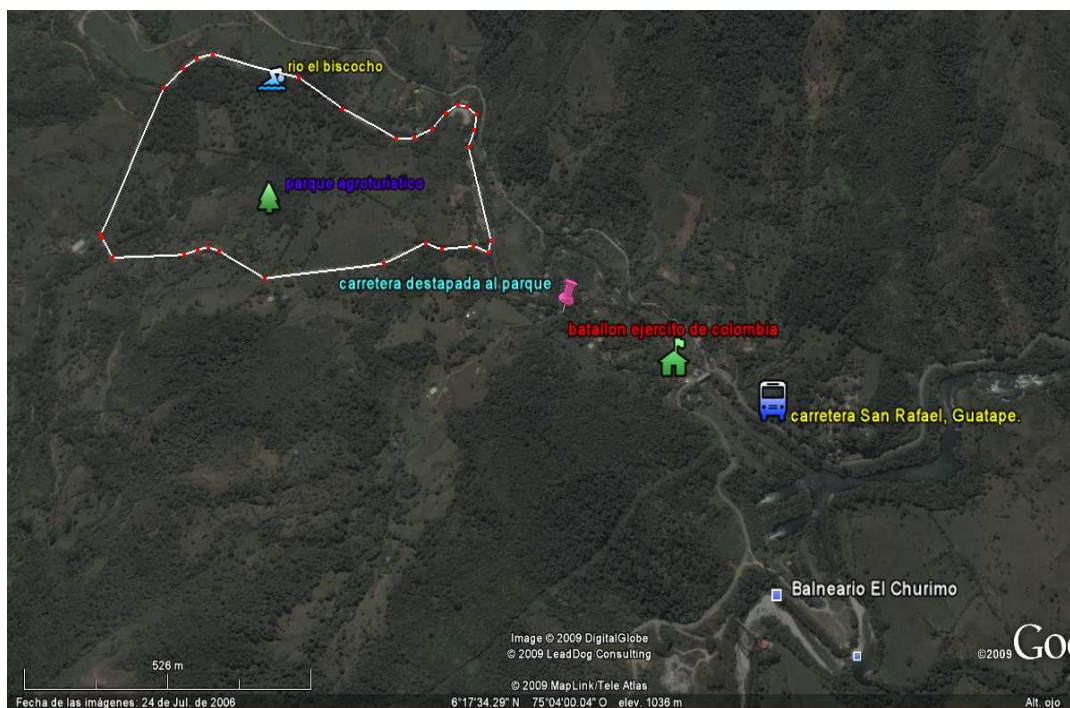 rio el biscocho
parque agroturistico
carretera destapada al parque
batallon ejercito de colombia
carretera San Rafael, Guatape.
Balneario El Churimo
Image © 2009 DigitalGlobe
© 2009 LeadDog Consulting
©2009
526 m
© 2009 MapLink/Tele Atlas
Fecha de las imágenes: 24 de Jul. de 2006 6°17'34.29" N 75°04'00.04" O elev. 1036 m Alt. ojo